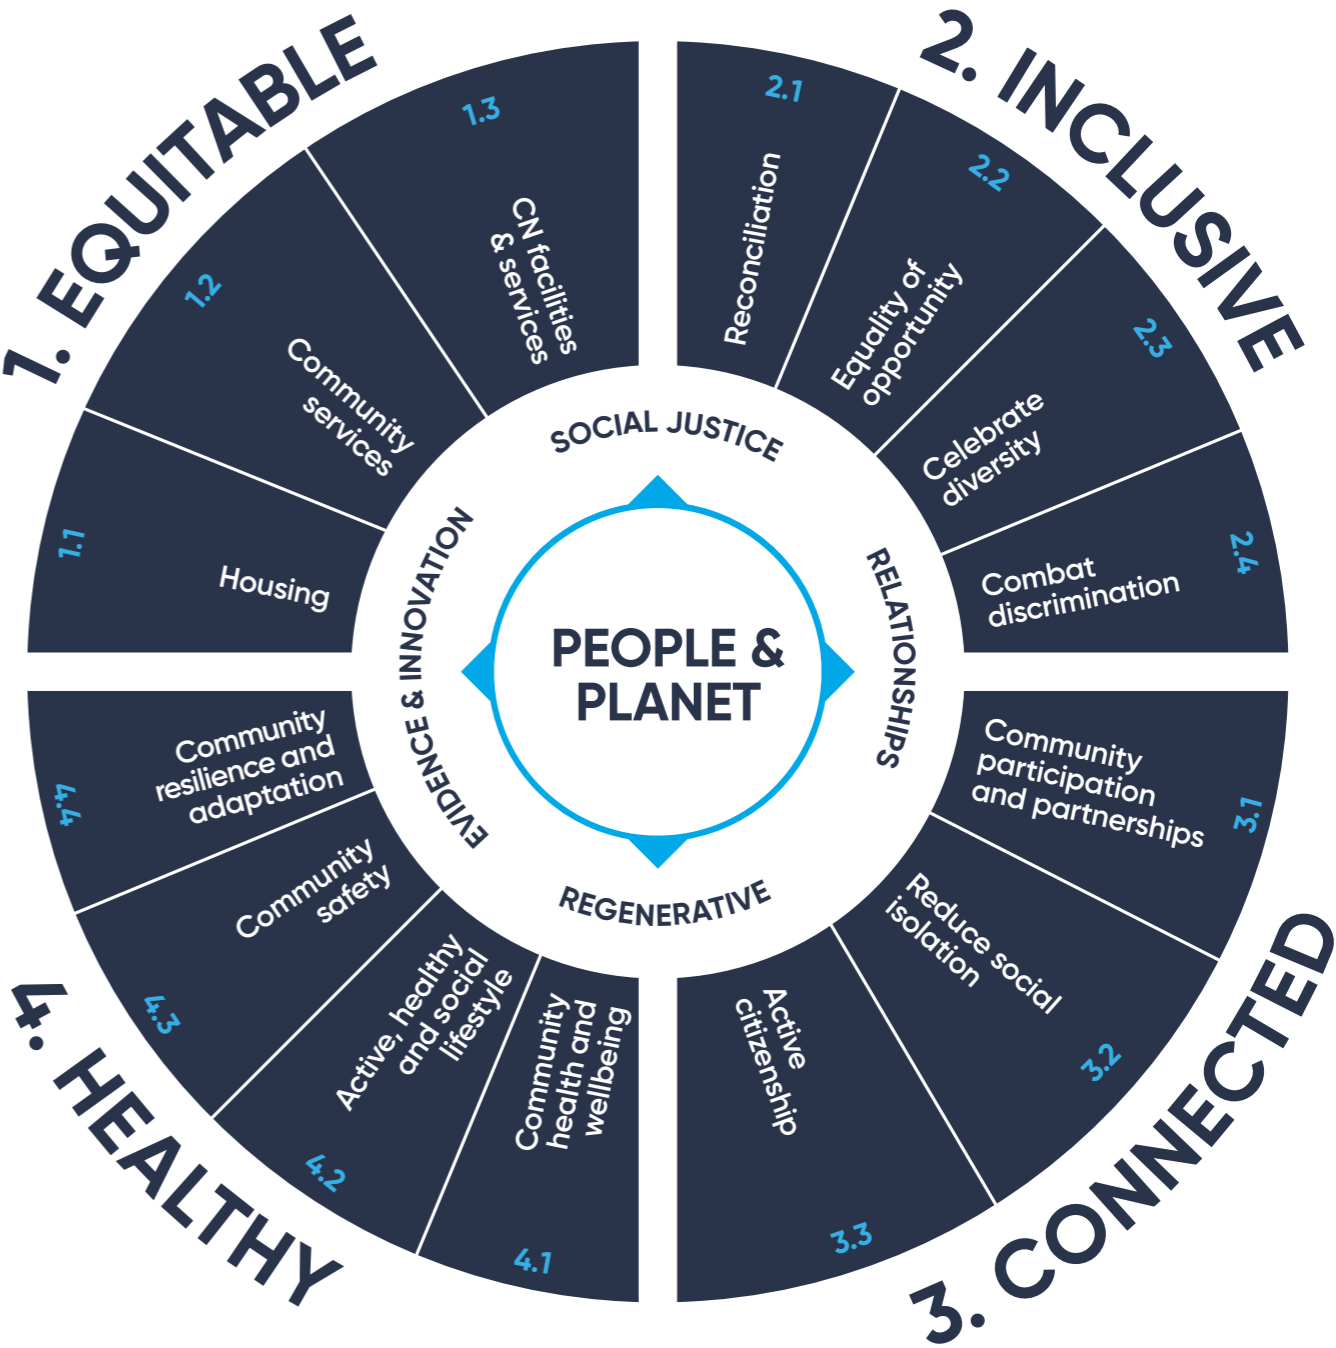 1. EQUITABLE
1.1
Housing
1.2
Community
services
1.3
CN facilities
& services
2. INCLUSIVE
2.1
Reconciliation
2.2
Equality of
opportunity
2.3
Celebrate
diversity
2.4
Combat
discrimination
3. CONNECTED
3.1
Community
participation
and partnerships
3.2
Reduce social
isolation
3.3
Active
citizenship
4. HEALTHY
4.1
Community
health and
wellbeing
4.2
Active, healthy
and social
lifestyle
4.3
Community
safety
4.4
Community
resilience and
adaptation
SOCIAL JUSTICE
RELATIONSHIPS
REGENERATIVE
EVIDENCE & INNOVATION
PEOPLE &
PLANET